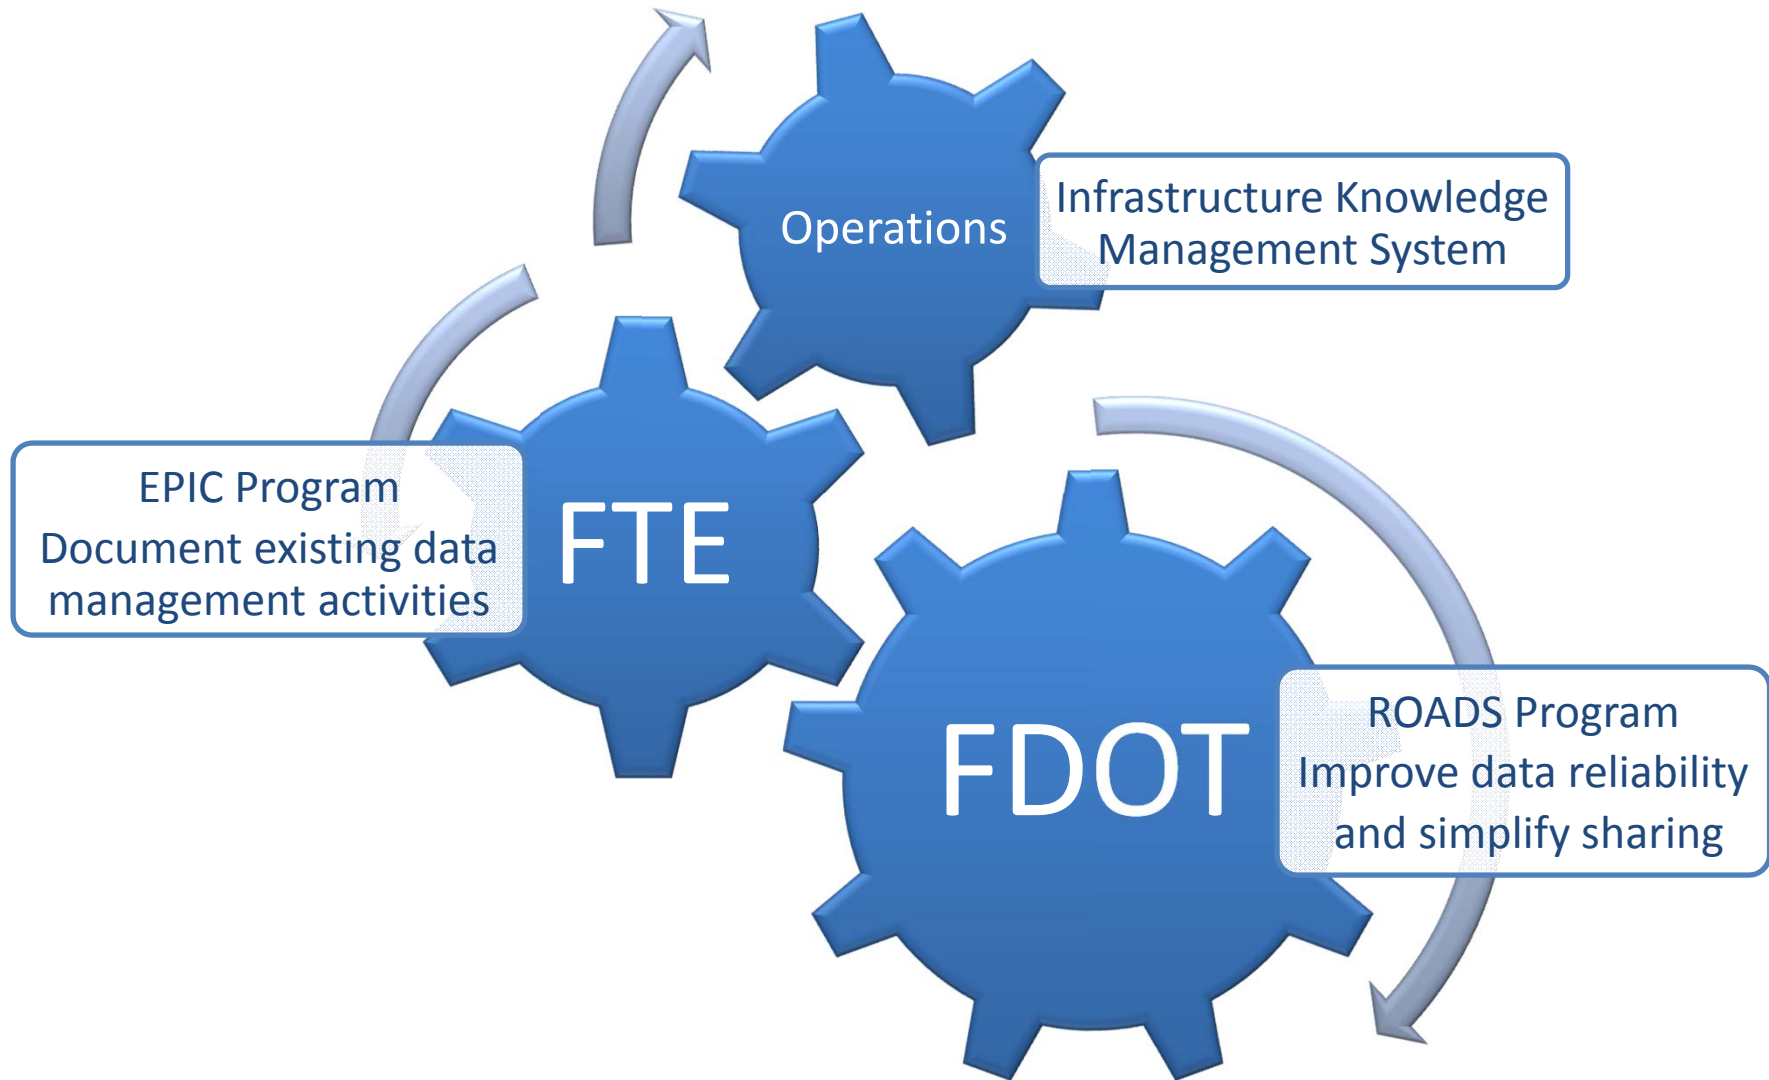 Operations
Infrastructure Knowledge
Management System
EPIC Program
Document existing data
management activities
FTE
FDOT
ROADS Program
Improve data reliability
and simplify sharing